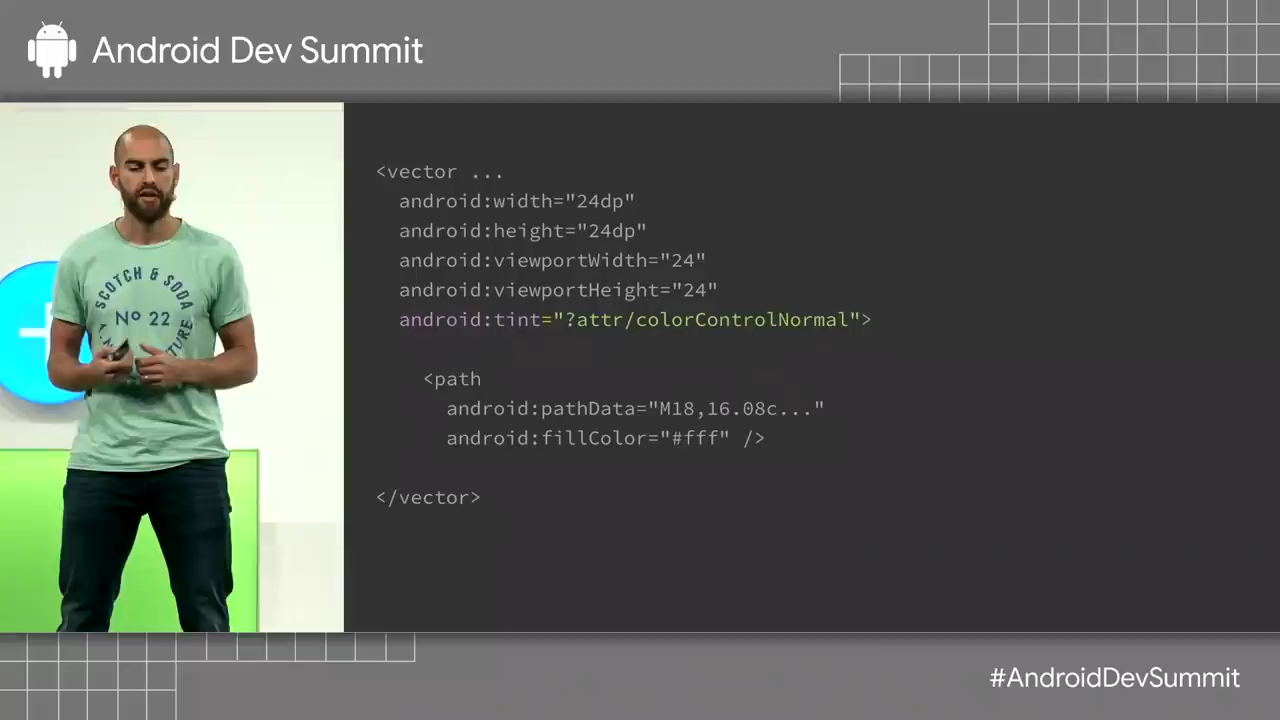 Android Dev Summit
SCOTCH & SODA
Nº 22
<vector ...
android:width="24dp"
android:height="24dp"
android:viewportWidth="24"
android:viewportHeight="24"
android:tint="?attr/colorControlNormal">
<path
android:pathData="M18,16.08c..."
android:fillColor="#fff" />
</vector>
#AndroidDevSummit